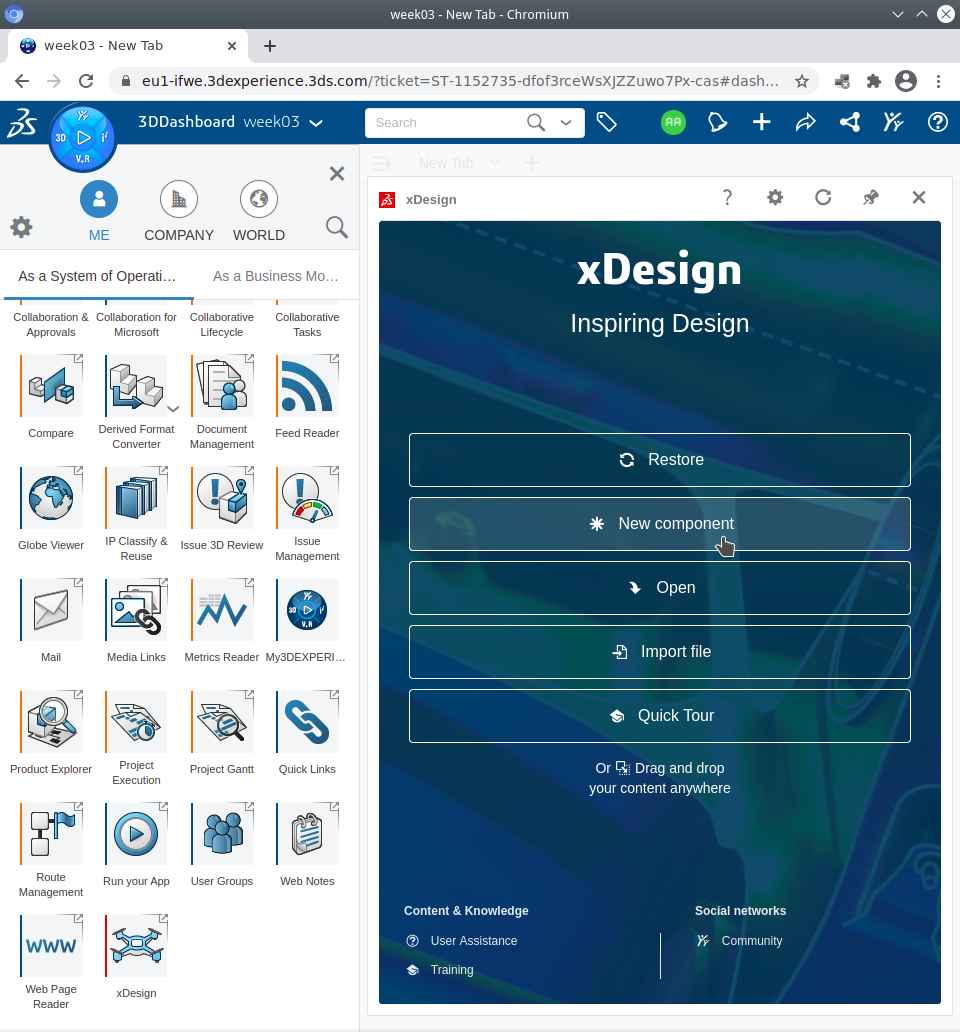 week03 - New Tab - Chromium
week03 - New Tab
eu1-ifwe.3dexperience.3ds.com/?ticket=ST-1152735-dfof3rceWsXJZZuwo7Px-cas#dash...
3D
V.R
i²
3DDashboard week03
Search
AA
New Tab
ME
COMPANY
WORLD
As a System of Operati...
As a Business Mo...
Collaboration &
Approvals
Collaboration for
Microsoft
Collaborative
Lifecycle
Collaborative
Tasks
Compare
Derived Format
Converter
Document
Management
Feed Reader
Globe Viewer
IP Classify &
Reuse
Issue 3D Review
Issue
Management
Mail
Media Links
Metrics Reader
3D
V.R
My3DEXPERI...
Product Explorer
Project
Execution
Project Gantt
Quick Links
Route
Management
Run your App
User Groups
Web Notes
www
Web Page
Reader
xDesign
xDesign
xDesign
Inspiring Design
Restore
New component
Open
Import file
Quick Tour
Or Drag and drop
your content anywhere
Content & Knowledge
User Assistance
Training
Social networks
Community